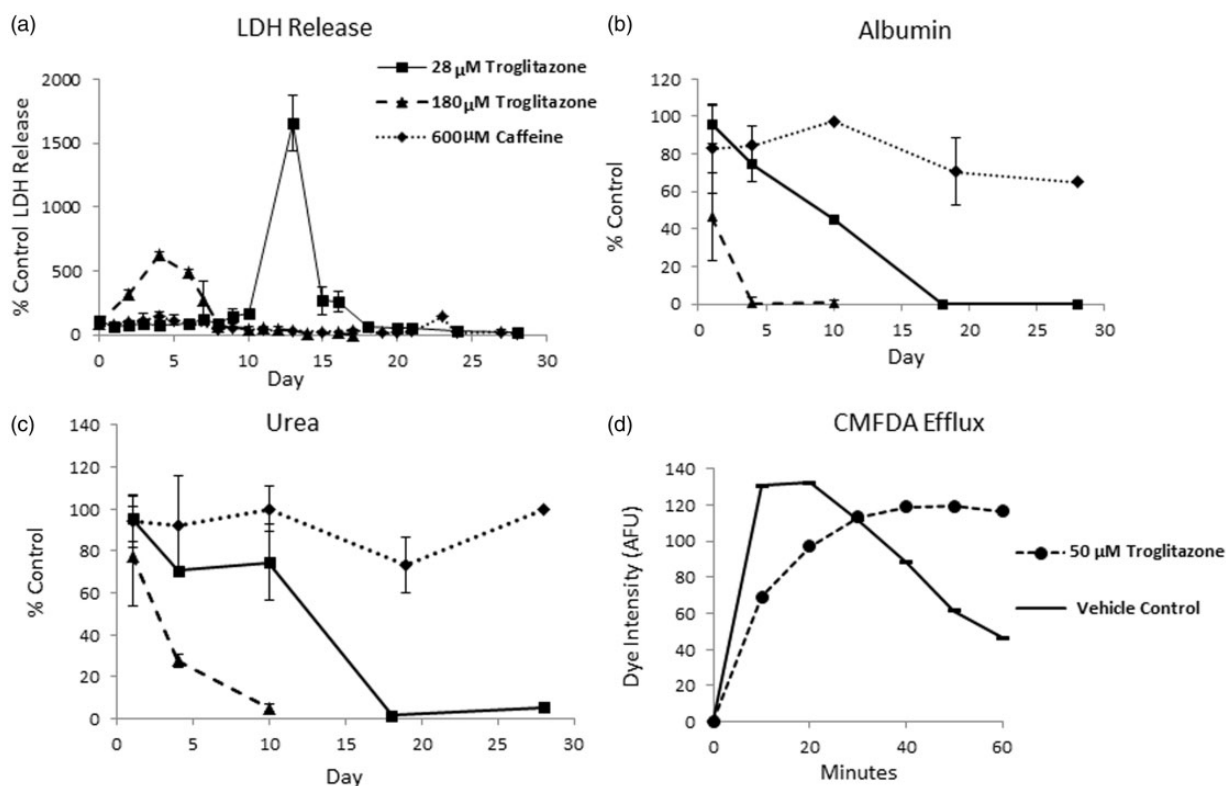 (a)
LDH Release
28 μM Troglitazone
180 μM Troglitazone
600μM Caffeine
% Control LDH Release
2000
1500
1000
500
0
0 5 10 15 20 25 30
Day
(b)
Albumin
% Control
120
100
80
60
40
20
0
0 5 10 15 20 25 30
Day
(c)
Urea
% Control
140
120
100
80
60
40
20
0
0 5 10 15 20 25 30
Day
(d)
CMFDA Efflux
Dye Intensity (AFU)
140
120
100
80
60
40
20
0
0 20 40 60
Minutes
50 μM Troglitazone
Vehicle Control